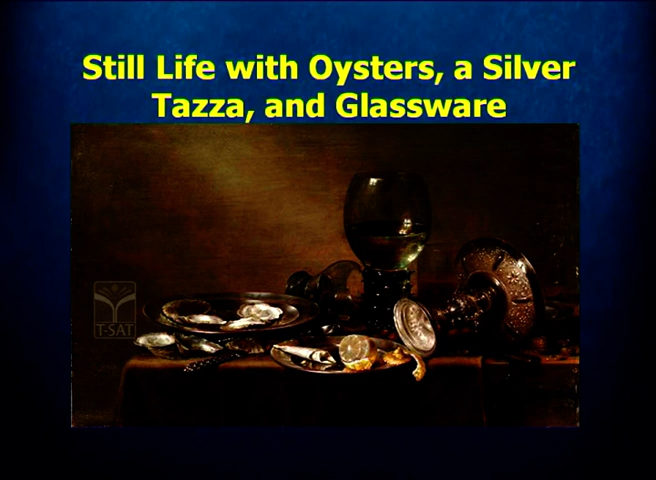 Still Life with Oysters, a Silver
Tazza, and Glassware
T-SAT